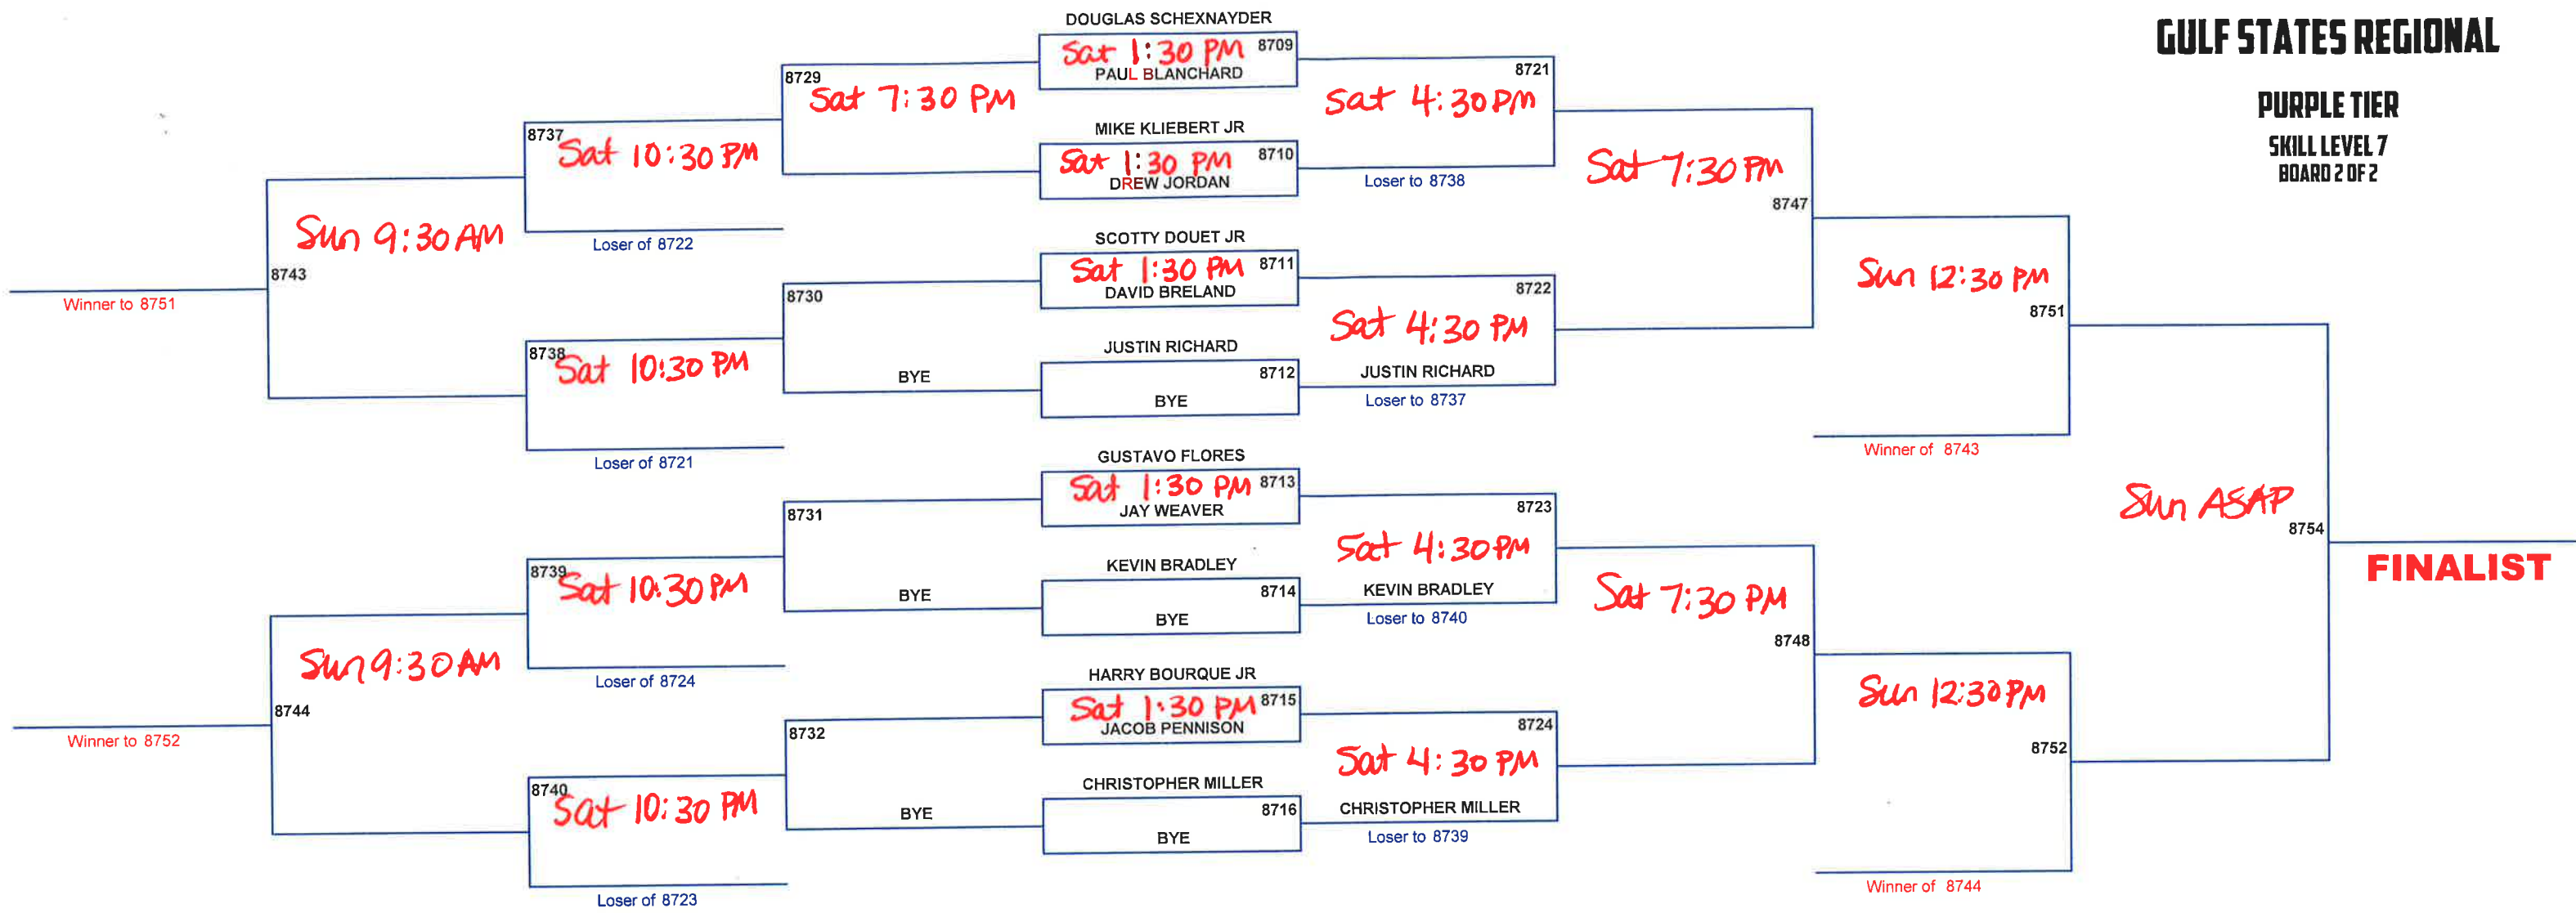 GULF STATES REGIONAL
PURPLE TIER
SKILL LEVEL 7
BOARD 2 OF 2
DOUGLAS SCHEXNAYDER
Sat 1:30 PM 8709
PAUL BLANCHARD
MIKE KLIEBERT JR
Sat 1:30 PM 8710
DREW JORDAN
SCOTTY DOUET JR
Sat 1:30 PM 8711
DAVID BRELAND
JUSTIN RICHARD
8712
BYE
GUSTAVO FLORES
Sat 1:30 PM 8713
JAY WEAVER
KEVIN BRADLEY
8714
BYE
HARRY BOURQUE JR
Sat 1:30 PM 8715
JACOB PENNISON
CHRISTOPHER MILLER
8716
BYE
8721
Sat 4:30 PM
Loser to 8738
8722
Sat 4:30 PM
JUSTIN RICHARD
Loser to 8737
8723
Sat 4:30 PM
KEVIN BRADLEY
Loser to 8740
8724
Sat 4:30 PM
CHRISTOPHER MILLER
Loser to 8739
Sat 7:30 PM
8747
Sat 7:30 PM
8748
Sun 12:30 PM
8751
Winner of 8743
Sun 12:30 PM
8752
Winner of 8744
Sun ASAP
8754
FINALIST
8729
Sat 7:30 PM
8730
BYE
8731
BYE
8732
BYE
8737
Sat 10:30 PM
Loser of 8722
8738
Sat 10:30 PM
Loser of 8721
8739
Sat 10:30 PM
Loser of 8724
8740
Sat 10:30 PM
Loser of 8723
Sun 9:30 AM
8743
Winner to 8751
Sun 9:30 AM
8744
Winner to 8752